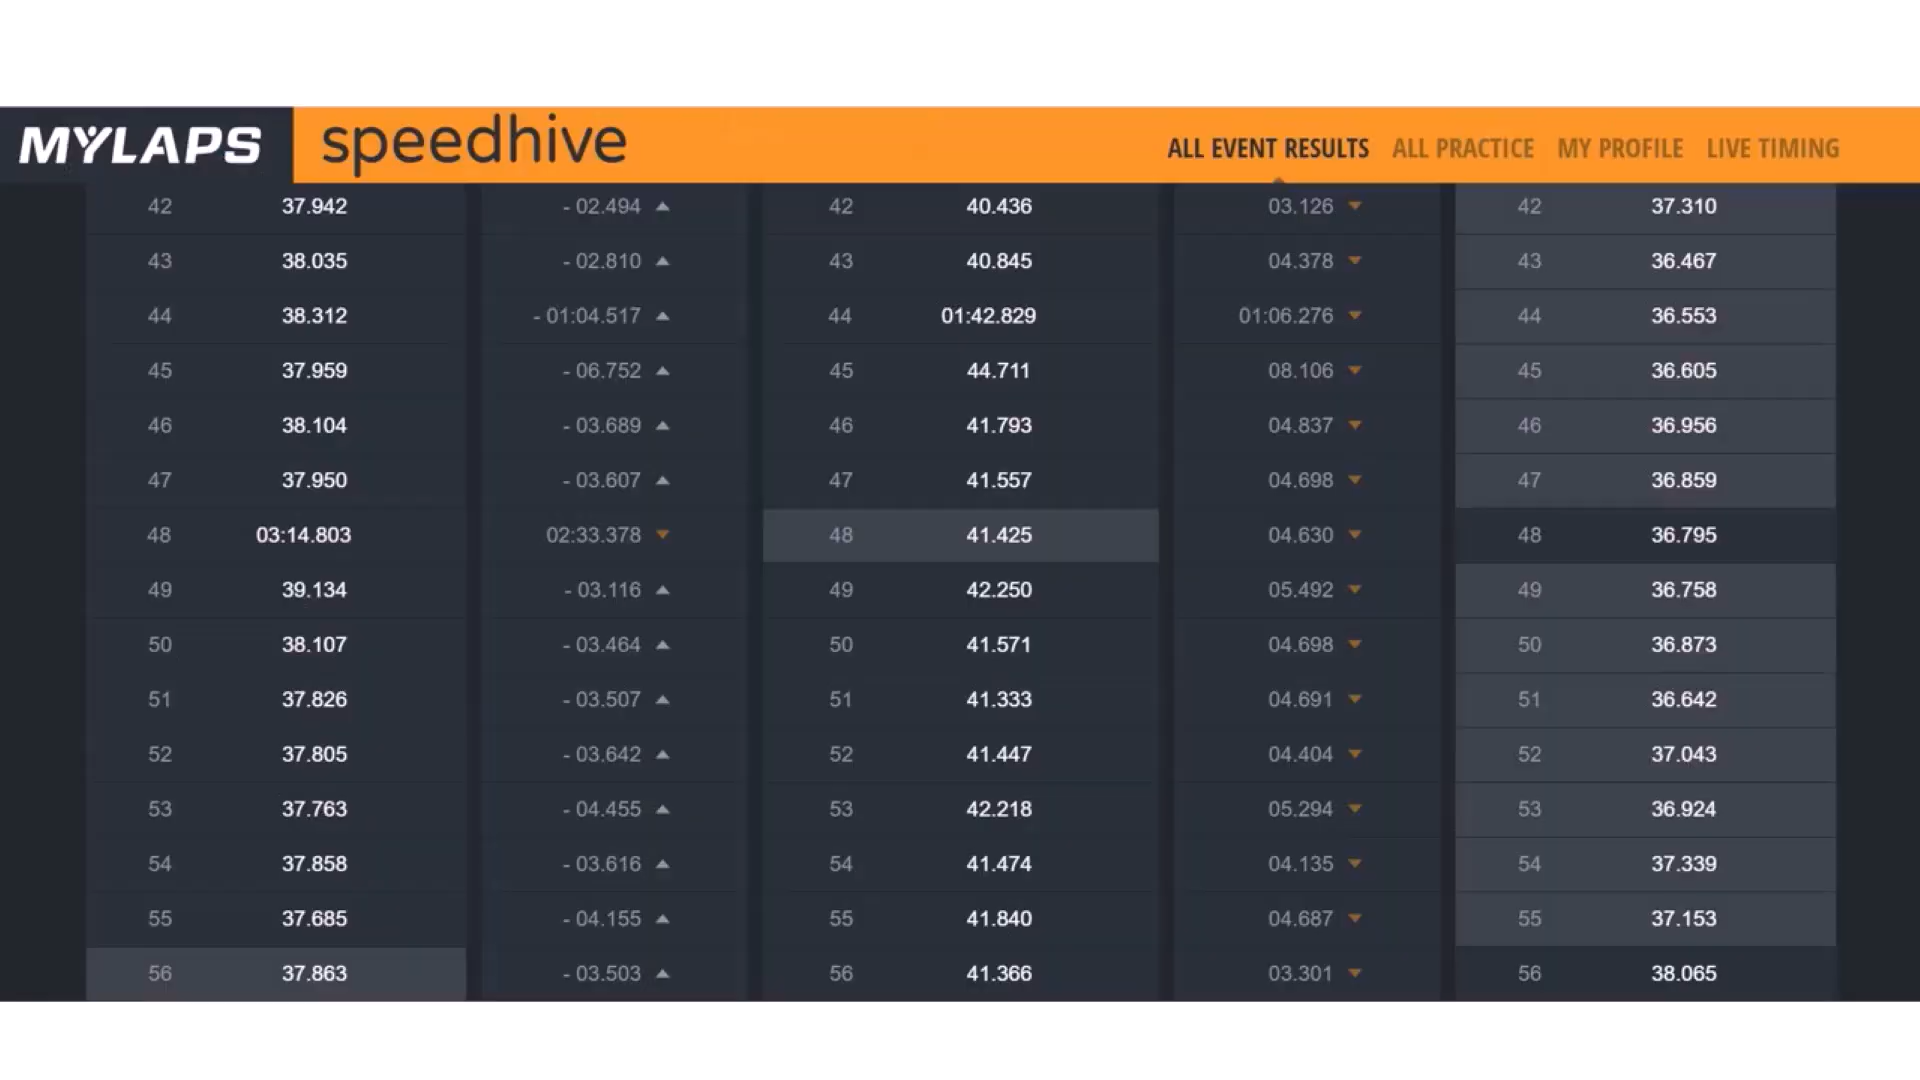 MYLAPS speedhive ALL EVENT RESULTS ALL PRACTICE MY PROFILE LIVE TIMING
42 37.942 - 02.494 ▲ 42 40.436 03.126 ▼ 42 37.310
43 38.035 - 02.810 ▲ 43 40.845 04.378 ▼ 43 36.467
44 38.312 - 01:04.517 ▲ 44 01:42.829 01:06.276 ▼ 44 36.553
45 37.959 - 06.752 ▲ 45 44.711 08.106 ▼ 45 36.605
46 38.104 - 03.689 ▲ 46 41.793 04.837 ▼ 46 36.956
47 37.950 - 03.607 ▲ 47 41.557 04.698 ▼ 47 36.859
48 03:14.803 02:33.378 ▼ 48 41.425 04.630 ▼ 48 36.795
49 39.134 - 03.116 ▲ 49 42.250 05.492 ▼ 49 36.758
50 38.107 - 03.464 ▲ 50 41.571 04.698 ▼ 50 36.873
51 37.826 - 03.507 ▲ 51 41.333 04.691 ▼ 51 36.642
52 37.805 - 03.642 ▲ 52 41.447 04.404 ▼ 52 37.043
53 37.763 - 04.455 ▲ 53 42.218 05.294 ▼ 53 36.924
54 37.858 - 03.616 ▲ 54 41.474 04.135 ▼ 54 37.339
55 37.685 - 04.155 ▲ 55 41.840 04.687 ▼ 55 37.153
56 37.863 - 03.503 ▲ 56 41.366 03.301 ▼ 56 38.065